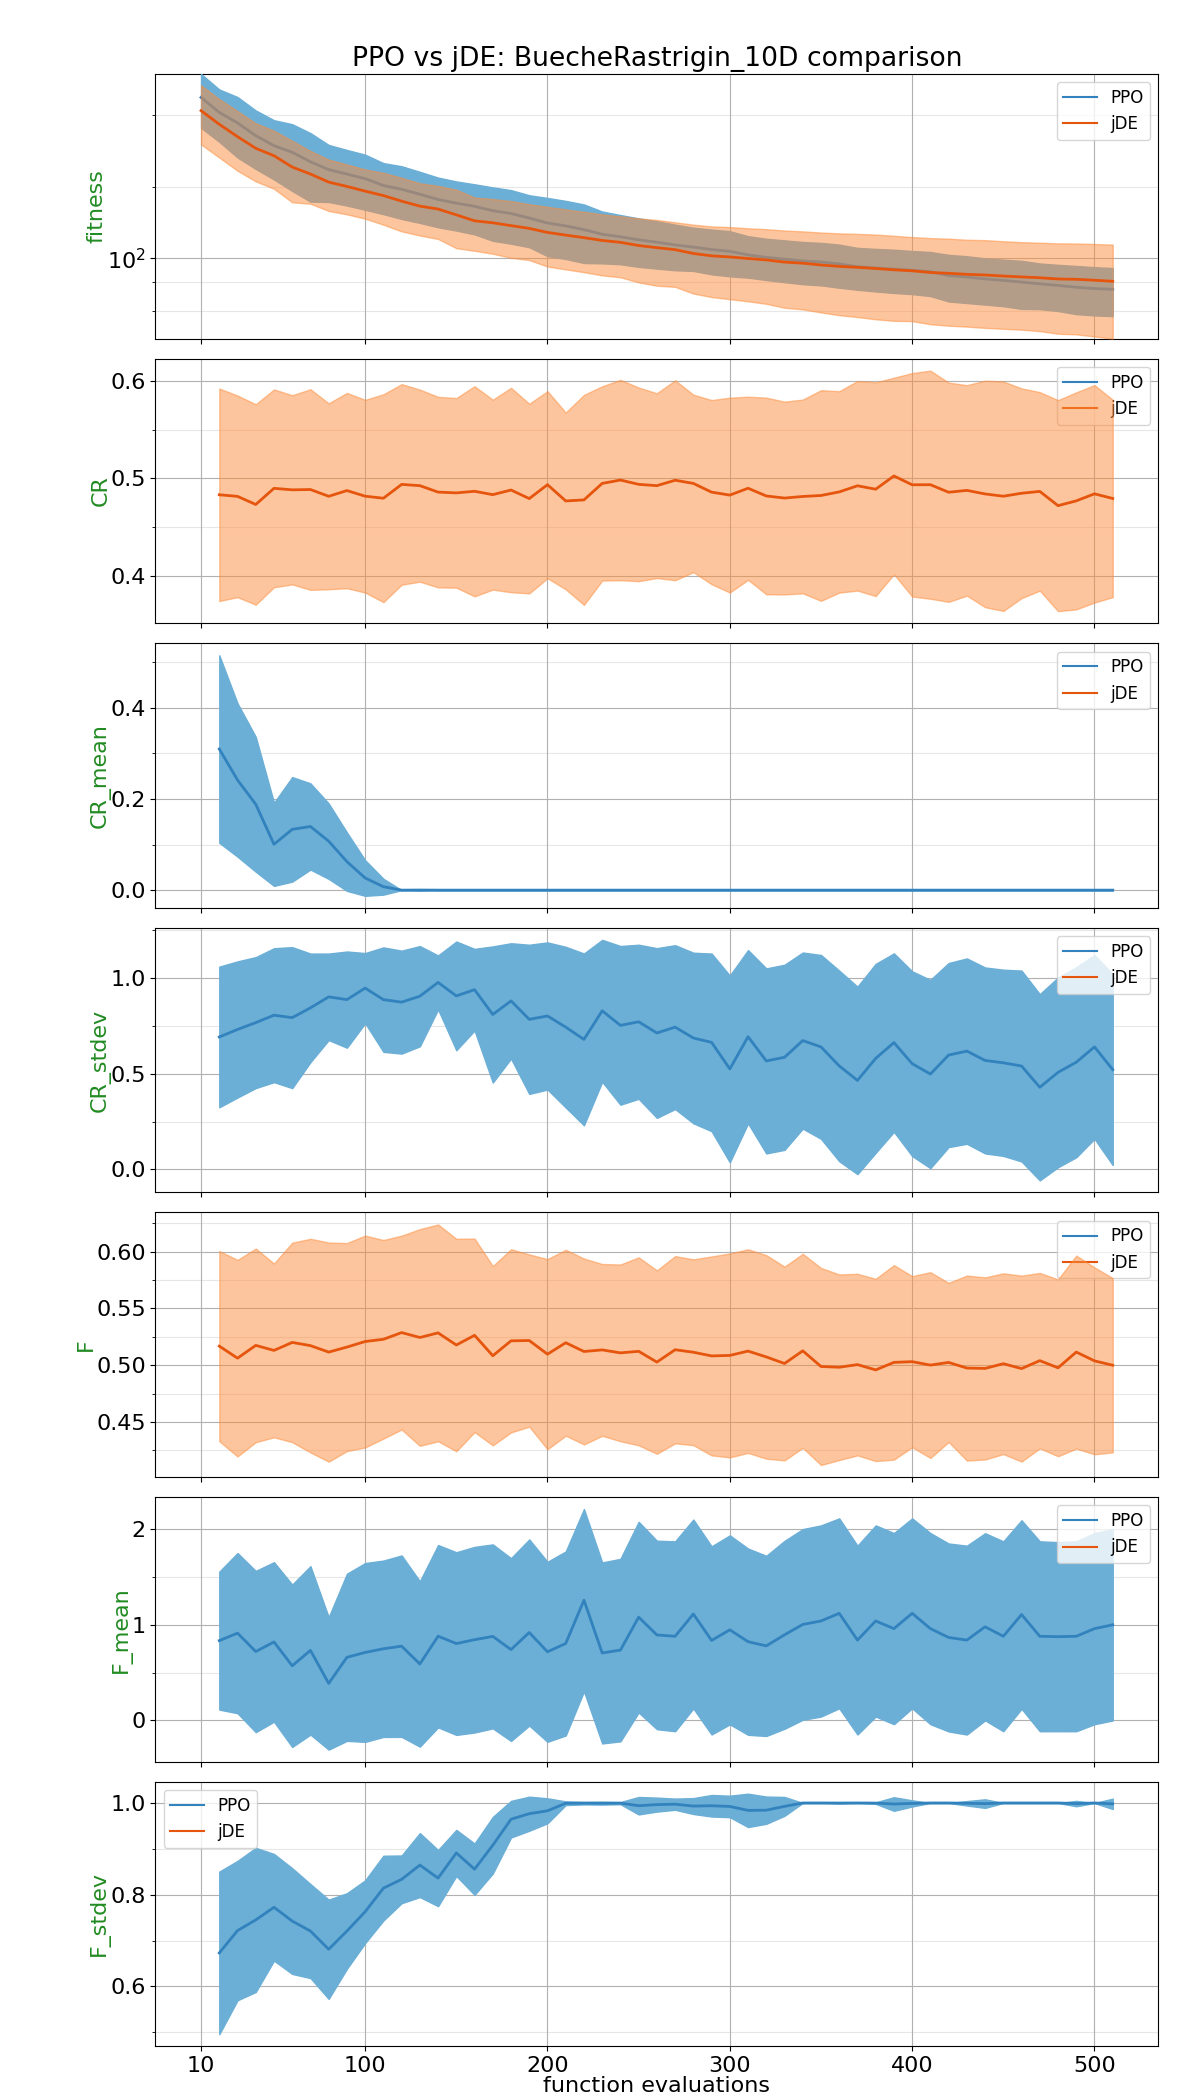 PPO vs jDE: BuecheRastrigin_10D comparison
fitness
10²
PPO
jDE
CR
0.6
0.5
0.4
PPO
jDE
CR_mean
0.4
0.2
0.0
PPO
jDE
CR_stdev
1.0
0.5
0.0
PPO
jDE
F
0.60
0.55
0.50
0.45
PPO
jDE
F_mean
2
1
0
PPO
jDE
F_stdev
1.0
0.8
0.6
PPO
jDE
10 100 200 300 400 500
function evaluations